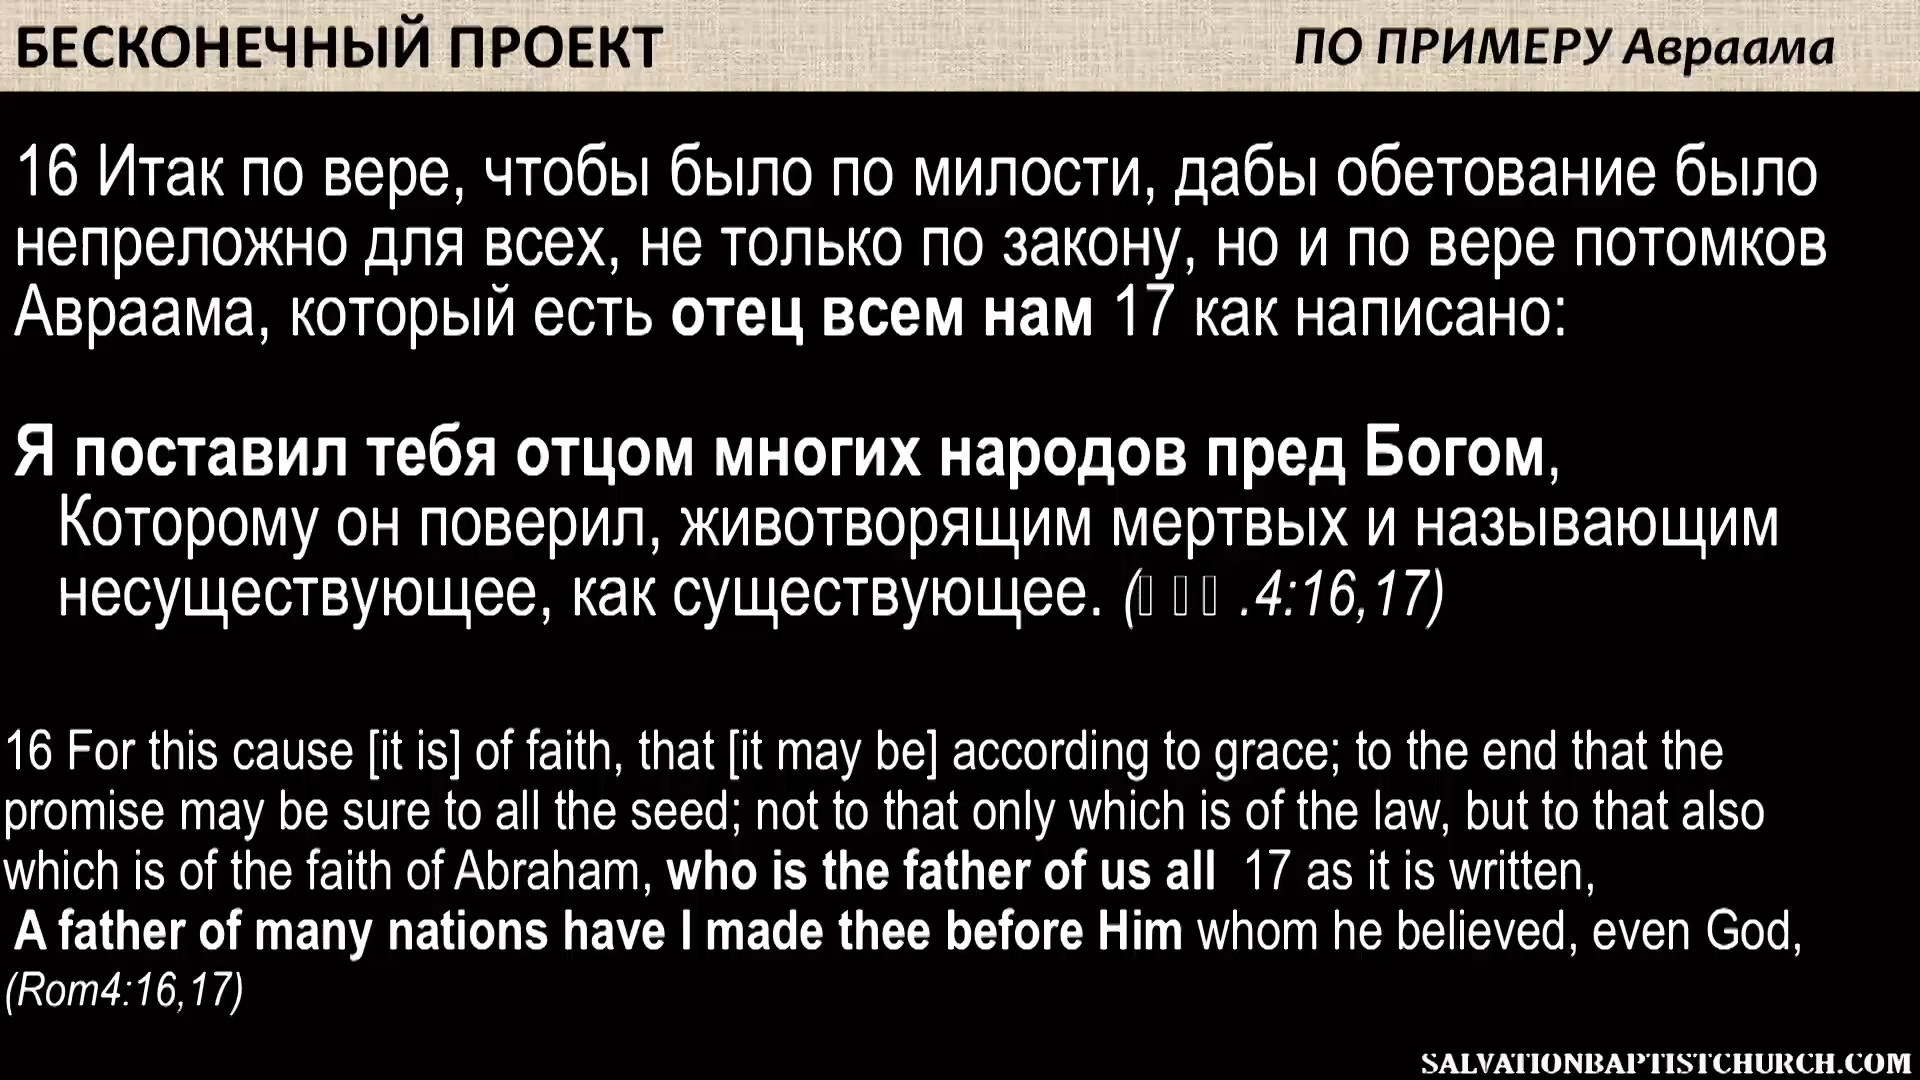 БЕСКОНЕЧНЫЙ ПРОЕКТ
ПО ПРИМЕРУ Авраама
16 Итак по вере, чтобы было по милости, дабы обетование было
непреложно для всех, не только по закону, но и по вере потомков
Авраама, который есть отец всем нам 17 как написано:
Я поставил тебя отцом многих народов пред Богом,
Которому он поверил, животворящим мертвых и называющим
несуществующее, как существующее. (.4:16,17)
16 For this cause [it is] of faith, that [it may be] according to grace; to the end that the
promise may be sure to all the seed; not to that only which is of the law, but to that also
which is of the faith of Abraham, who is the father of us all 17 as it is written,
A father of many nations have I made thee before Him whom he believed, even God,
(Rom4:16,17)
SALVATIONBAPTISTCHURCH.COM